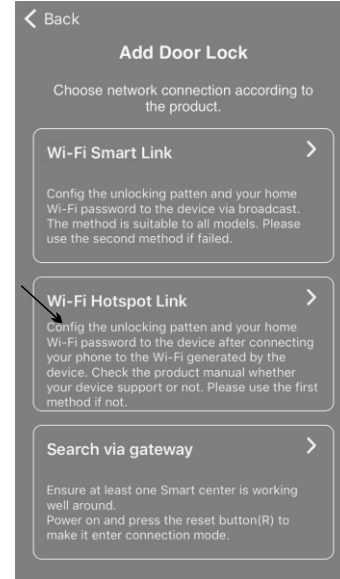 Back
Add Door Lock
Choose network connection according to
the product.
Wi-Fi Smart Link
Config the unlocking patten and your home
Wi-Fi password to the device via broadcast.
The method is suitable to all models. Please
use the second method if failed.
Wi-Fi Hotspot Link
Config the unlocking patten and your home
Wi-Fi password to the device after connecting
your phone to the Wi-Fi generated by the
device. Check the product manual whether
your device support or not. Please use the first
method if not.
Search via gateway
Ensure at least one Smart center is working
well around.
Power on and press the reset button(R) to
make it enter connection mode.